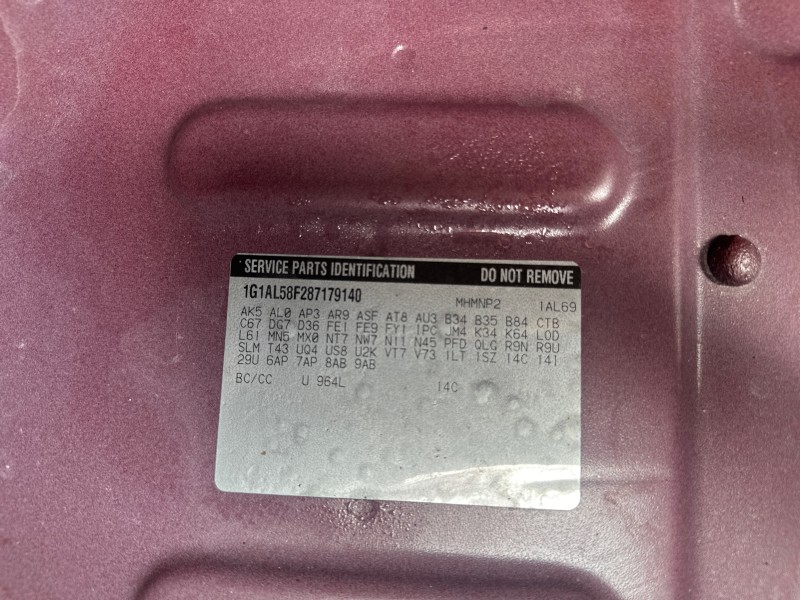 SERVICE PARTS IDENTIFICATION DO NOT REMOVE
1G1AL58F287179140 MHMNP2 1AL69
AK5 AL0 AP3 AR9 ASF AT8 AU3 B34 B35 B84 CTB
C67 DG7 D36 FE1 FE9 FY1 IPC JM4 K34 K64 LOD
L61 MN5 MX0 NT7 NW7 N11 N45 PFD QLG R9N R9U
SLM T43 UQ4 US8 U2K VT7 V73 1LT 1SZ 14C 14I
29U 6AP 7AP 8AB 9AB
BC/CC U 964L 14C